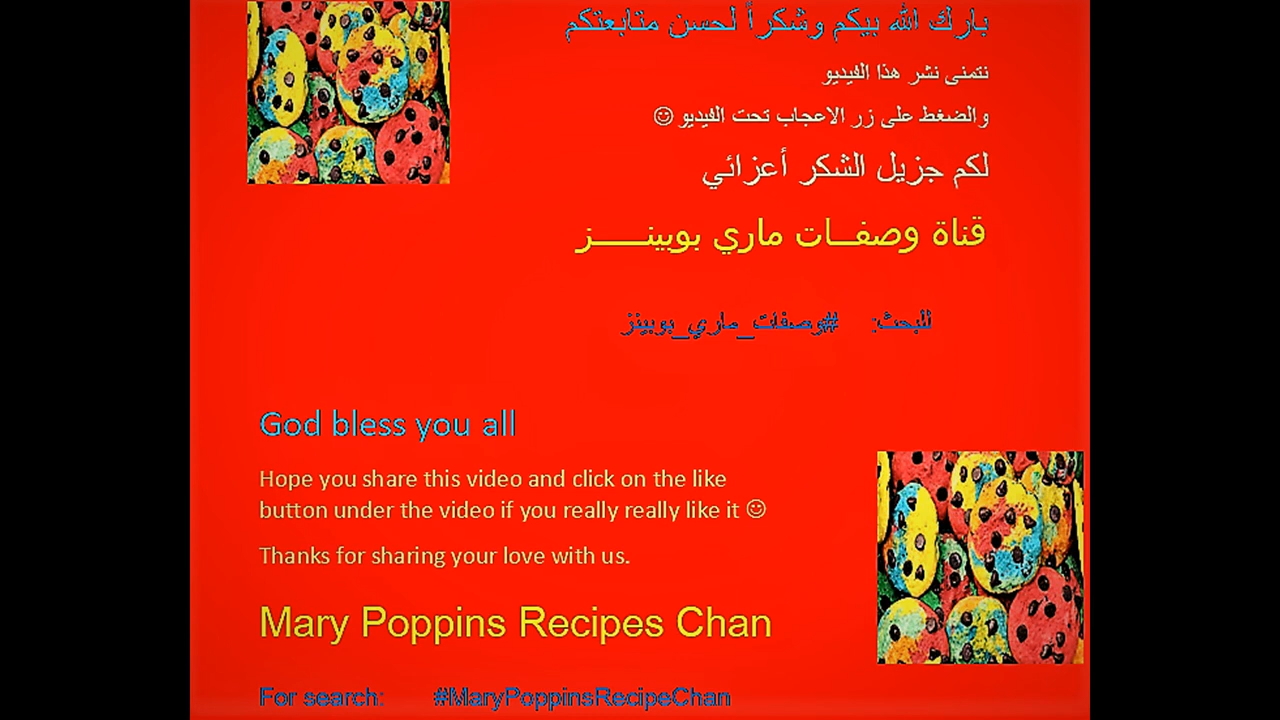 بارك الله بيكم وشكراً لحسن متابعتكم
نتمنى نشر هذا الفيديو
والضغط على زر الاعجاب تحت الفيديو ☺
لكم جزيل الشكر أعزائي
قناة وصفــات ماري بوبينـــــز
للبحث: #وصفات_ماري_بوبينز
God bless you all
Hope you share this video and click on the like
button under the video if you really really like it ☺
Thanks for sharing your love with us.
Mary Poppins Recipes Chan
For search: #MaryPoppinsRecipeChan